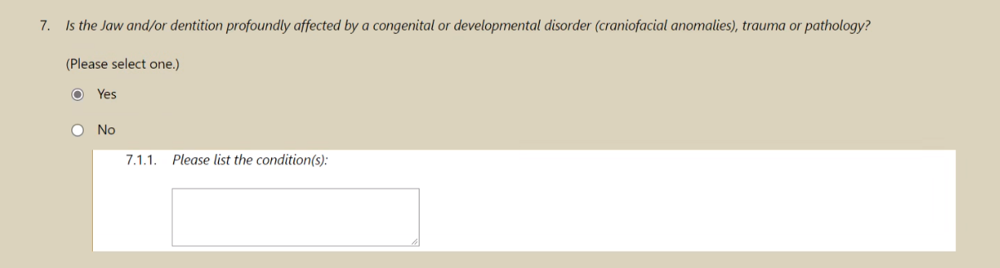 7. Is the Jaw and/or dentition profoundly affected by a congenital or developmental disorder (craniofacial anomalies), trauma or pathology?
(Please select one.)
Yes
No
7.1.1. Please list the condition(s):